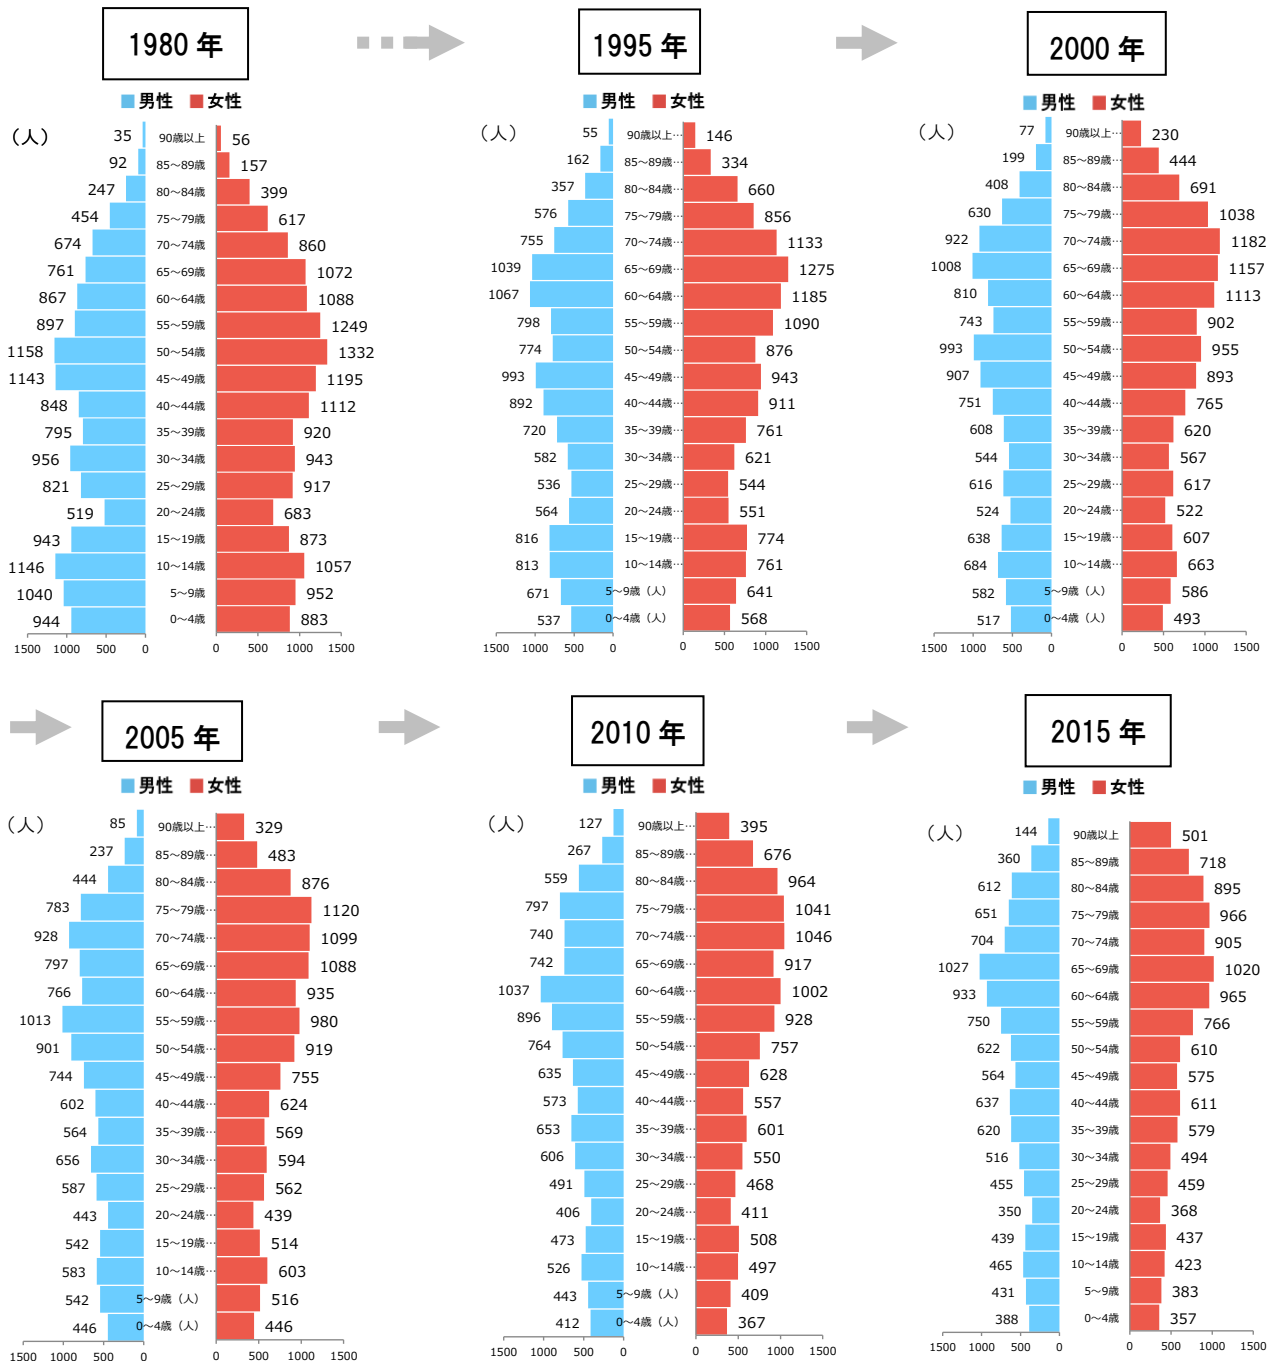 1980 年
■ 男性 ■ 女性
（人）
35 90歳以上 56
92 85～89歳 157
247 80～84歳 399
454 75～79歳 617
674 70～74歳 860
761 65～69歳 1072
867 60～64歳 1088
897 55～59歳 1249
1158 50～54歳 1332
1143 45～49歳 1195
848 40～44歳 1112
795 35～39歳 920
956 30～34歳 943
821 25～29歳 917
519 20～24歳 683
943 15～19歳 873
1146 10～14歳 1057
1040 5～9歳 952
944 0～4歳 883
1500 1000 500 0 0 500 1000 1500
1995 年
■ 男性 ■ 女性
（人）
55 90歳以上… 146
162 85～89歳… 334
357 80～84歳… 660
576 75～79歳… 856
755 70～74歳… 1133
1039 65～69歳… 1275
1067 60～64歳… 1185
798 55～59歳… 1090
774 50～54歳… 876
993 45～49歳… 943
892 40～44歳… 911
720 35～39歳… 761
582 30～34歳… 621
536 25～29歳… 544
564 20～24歳… 551
816 15～19歳… 774
813 10～14歳… 761
671 5～9歳（人） 641
537 0～4歳（人） 568
1500 1000 500 0 0 500 1000 1500
2000 年
■ 男性 ■ 女性
（人）
77 90歳以上… 230
199 85～89歳… 444
408 80～84歳… 691
630 75～79歳… 1038
922 70～74歳… 1182
1008 65～69歳… 1157
810 60～64歳… 1113
743 55～59歳… 902
993 50～54歳… 955
907 45～49歳… 893
751 40～44歳… 765
608 35～39歳… 620
544 30～34歳… 567
616 25～29歳… 617
524 20～24歳… 522
638 15～19歳… 607
684 10～14歳… 663
582 5～9歳（人） 586
517 0～4歳（人） 493
1500 1000 500 0 0 500 1000 1500
2005 年
■ 男性 ■ 女性
（人）
85 90歳以上… 329
237 85～89歳… 483
444 80～84歳… 876
783 75～79歳… 1120
928 70～74歳… 1099
797 65～69歳… 1088
766 60～64歳… 935
1013 55～59歳… 980
901 50～54歳… 919
744 45～49歳… 755
602 40～44歳… 624
564 35～39歳… 569
656 30～34歳… 594
587 25～29歳… 562
443 20～24歳… 439
542 15～19歳… 514
583 10～14歳… 603
542 5～9歳（人） 516
446 0～4歳（人） 446
1500 1000 500 0 0 500 1000 1500
2010 年
■ 男性 ■ 女性
（人）
127 90歳以上… 395
267 85～89歳… 676
559 80～84歳… 964
797 75～79歳… 1041
740 70～74歳… 1046
742 65～69歳… 917
1037 60～64歳… 1002
896 55～59歳… 928
764 50～54歳… 757
635 45～49歳… 628
573 40～44歳… 557
653 35～39歳… 601
606 30～34歳… 550
491 25～29歳… 468
406 20～24歳… 411
473 15～19歳… 508
526 10～14歳… 497
443 5～9歳（人） 409
412 0～4歳（人） 367
1500 1000 500 0 0 500 1000 1500
2015 年
■ 男性 ■ 女性
（人）
144 90歳以上 501
360 85～89歳 718
612 80～84歳 895
651 75～79歳 966
704 70～74歳 905
1027 65～69歳 1020
933 60～64歳 965
750 55～59歳 766
622 50～54歳 610
564 45～49歳 575
637 40～44歳 611
620 35～39歳 579
516 30～34歳 494
455 25～29歳 459
350 20～24歳 368
439 15～19歳 437
465 10～14歳 423
431 5～9歳 383
388 0～4歳 357
1500 1000 500 0 0 500 1000 1500